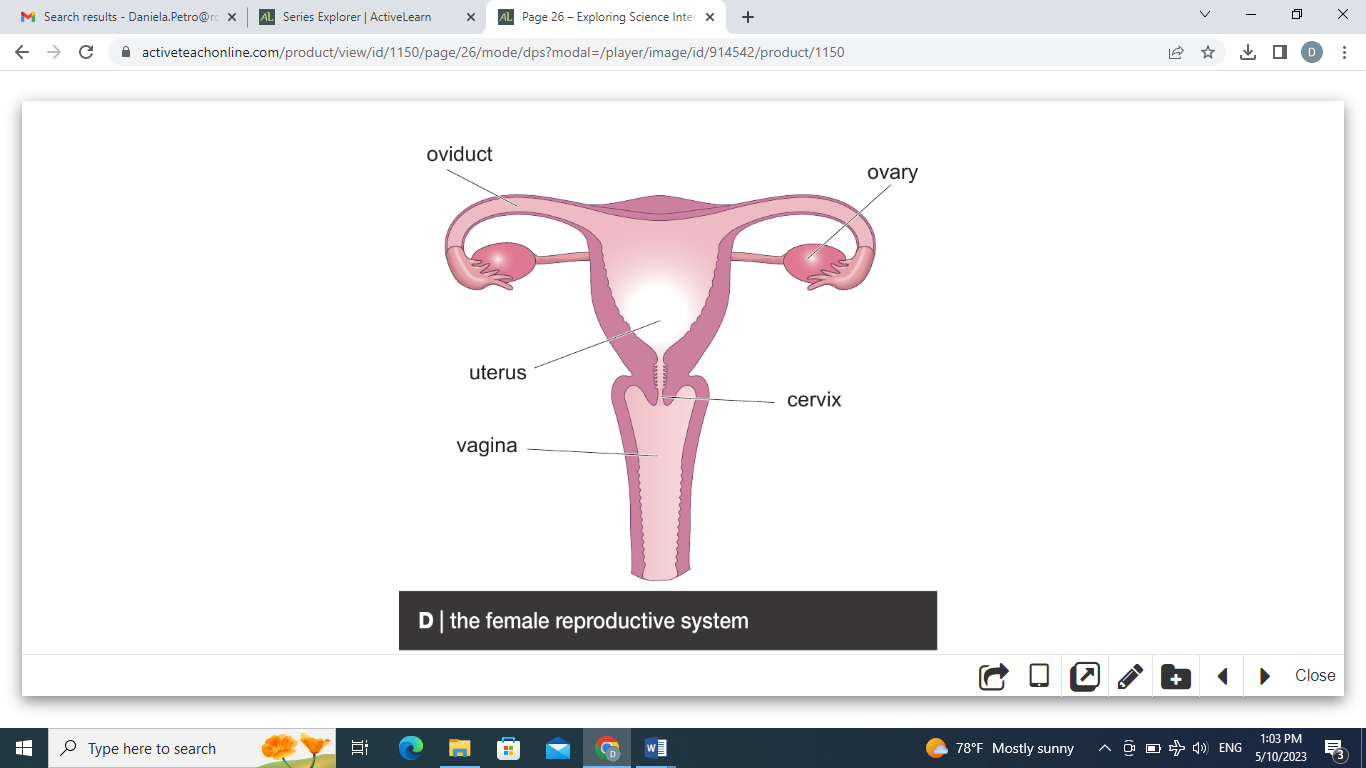 Search results - Daniela.Petro@r
Series Explorer | ActiveLearn
Page 26 – Exploring Science Inter
activeteachonline.com/product/view/id/1150/page/26/mode/dps?modal=/player/image/id/914542/product/1150
D
oviduct
ovary
uterus
cervix
vagina
D | the female reproductive system
Close
Type here to search
D
W
78°F Mostly sunny
ENG
1:03 PM
5/10/2023
3